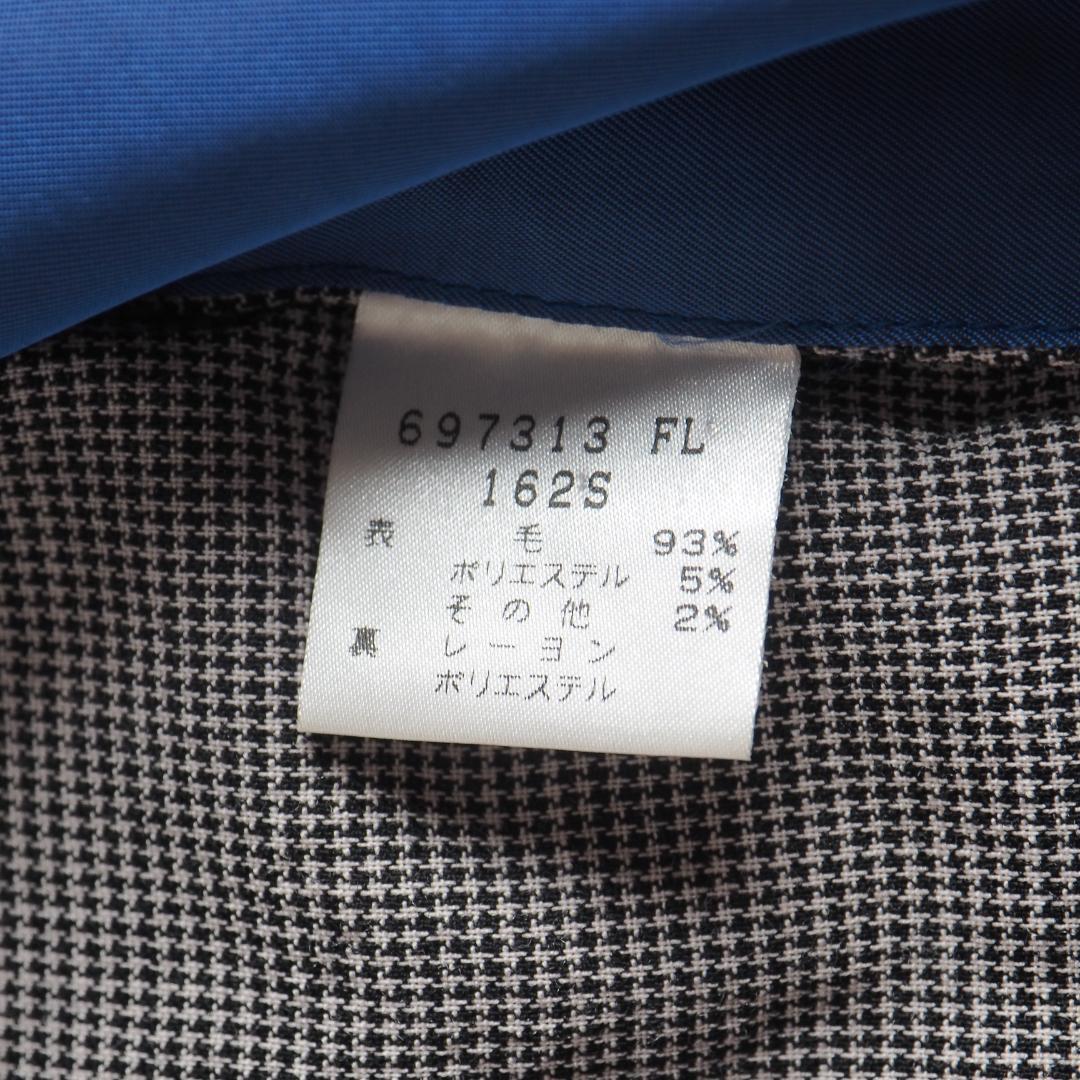 697313 FL
162S
表 毛 93%
ポリエステル 5%
その他 2%
裏 レーヨン
ポリエステル